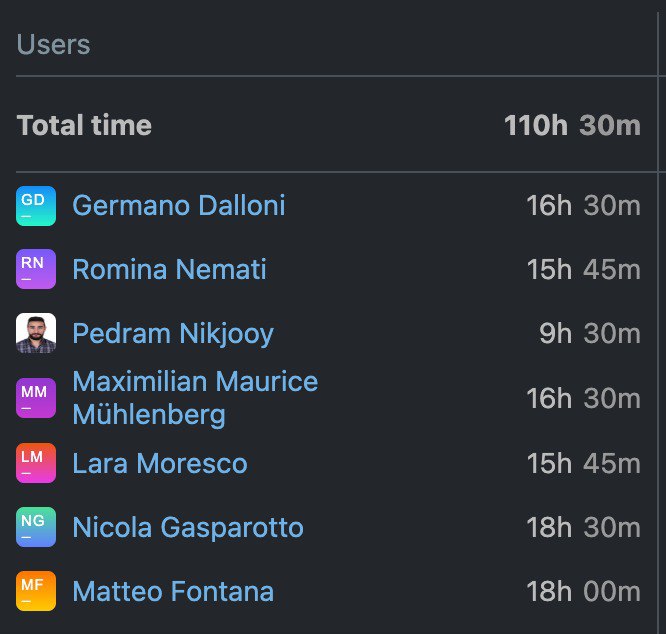 Users
Total time 110h 30m
GD Germano Dalloni 16h 30m
RN Romina Nemati 15h 45m
Pedram Nikjooy 9h 30m
MM Maximilian Maurice
Mühlenberg 16h 30m
LM Lara Moresco 15h 45m
NG Nicola Gasparotto 18h 30m
MF Matteo Fontana 18h 00m